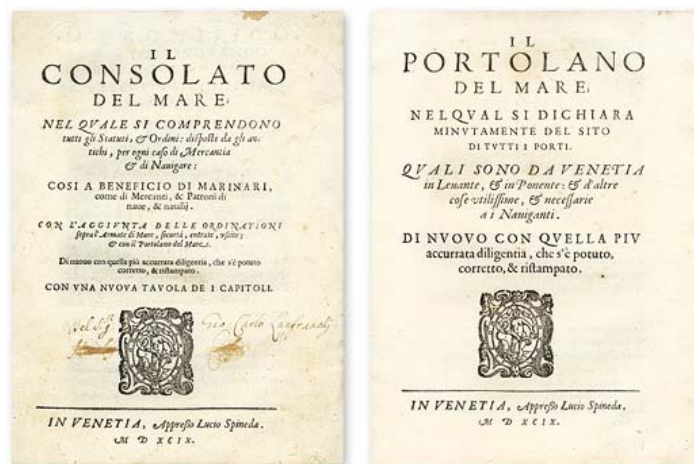 IL
CONSOLATO
DEL MARE,
NEL QVALE SI COMPRENDONO
tutti gli Statuti, & Ordini: disposti da gli an-
tichi, per ogni caso di Mercantia
& di Nauigare:
COSI A BENEFICIO DI MARINARI,
come di Mercanti, & Patroni di
naue, & nauilij.
CON L'AGGIVNTA DELLE ORDINATIONI
sopra l'Armate di Mare, sicurtà, entrate, vscite;
& con il Portolano del Mare.
Di nuouo con quella più accurrata diligentia, che s'è potuto
corretto, & ristampato.
CON VNA NVOVA TAVOLA DE I CAPITOLI.
Del Sig.
Gio. Carlo
IN VENETIA, Appresso Lucio Spineda.
M D XCIX.
IL
PORTOLANO
DEL MARE,
NELQVAL SI DICHIARA
MINVTAMENTE DEL SITO
DI TVTTI I PORTI.
QVALI SONO DA VENETIA
in Leuante, & in Ponente: & d'altre
cose vtilissime, & necessarie
a i Nauiganti.
DI NVOVO CON QVELLA PIV
accurrata diligentia, che s'è potuto,
corretto, & ristampato.
IN VENETIA, Appresso Lucio Spineda.
M D XCIX.